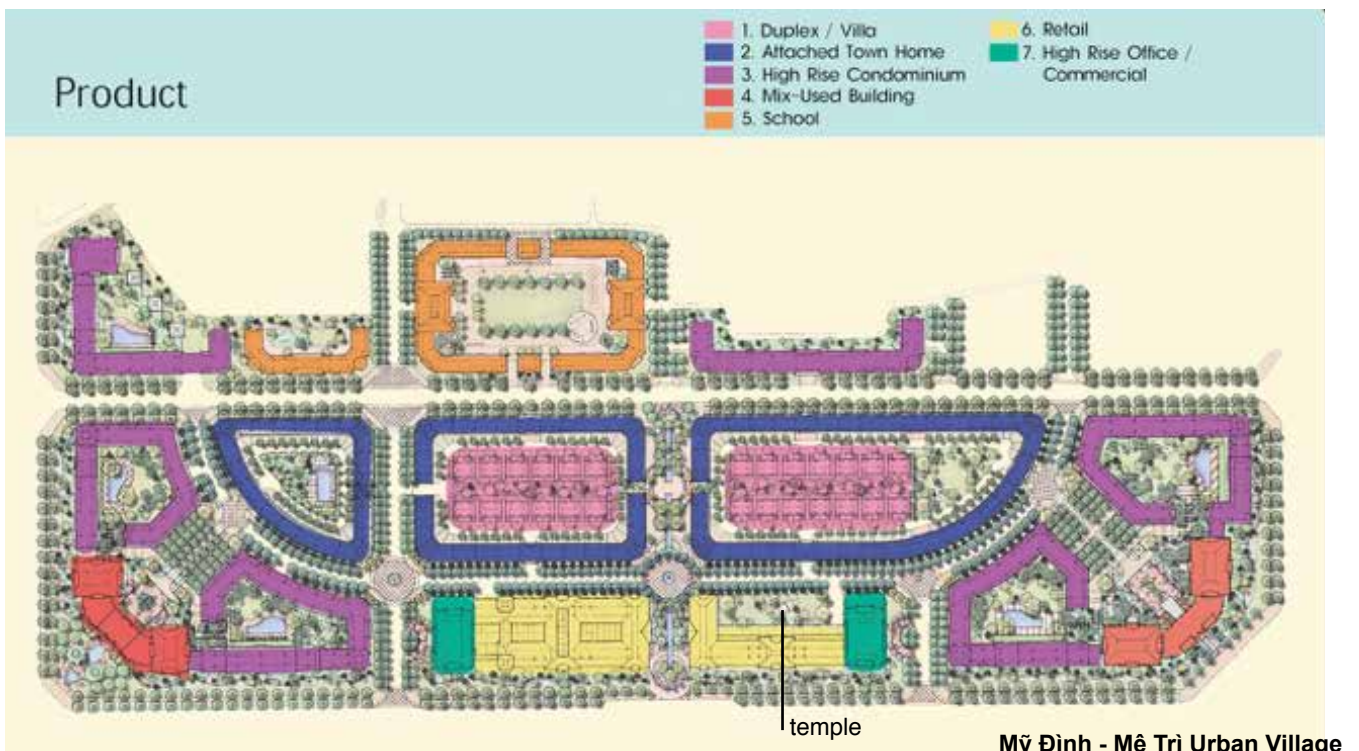 Product
1. Duplex / Villa
2. Attached Town Home
3. High Rise Condominium
4. Mix-Used Building
5. School
6. Retail
7. High Rise Office /
Commercial
temple
Mỹ Đình - Mê Trì Urban Village